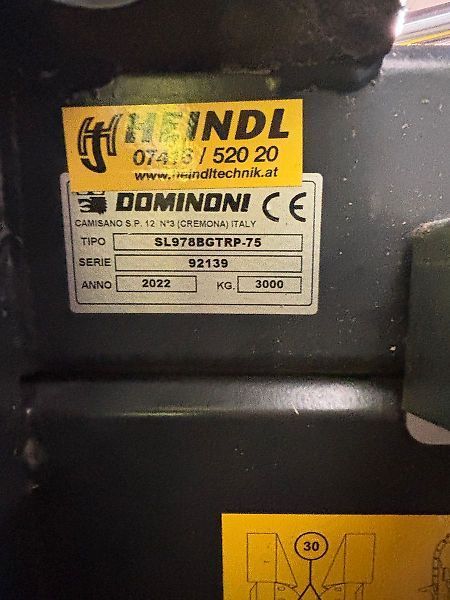 HEINDL
07416 / 520 20
www.heindltechnik.at
DOMINONI CE
CAMISANO S.P. 12 N°3 (CREMONA) ITALY
TIPO SL978BGTRP-75
SERIE 92139
ANNO 2022 KG. 3000
30